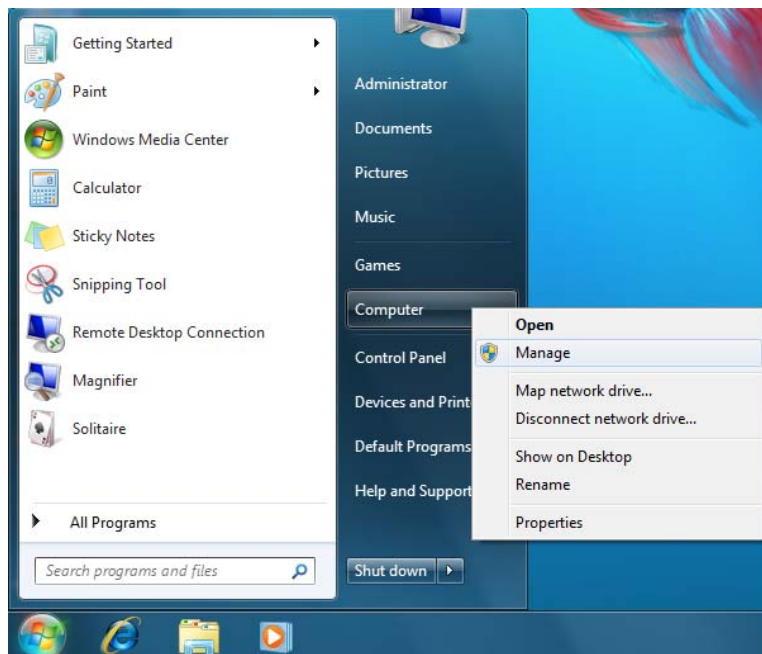 Getting Started
Paint
Windows Media Center
Calculator
Sticky Notes
Snipping Tool
Remote Desktop Connection
Magnifier
Solitaire
All Programs
Search programs and files
Administrator
Documents
Pictures
Music
Games
Computer
Control Panel
Devices and Print
Default Programs
Help and Support
Shut down
Open
Manage
Map network drive...
Disconnect network drive...
Show on Desktop
Rename
Properties